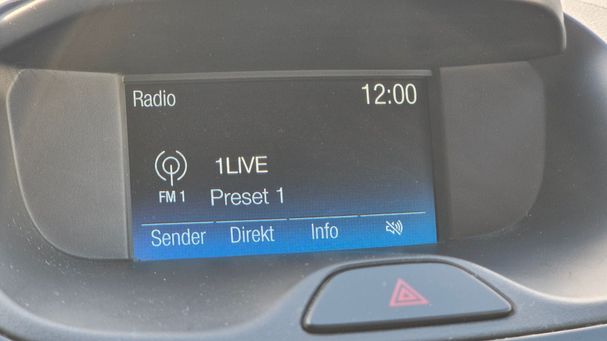 Radio 12:00
1LIVE
FM 1 Preset 1
Sender Direkt Info